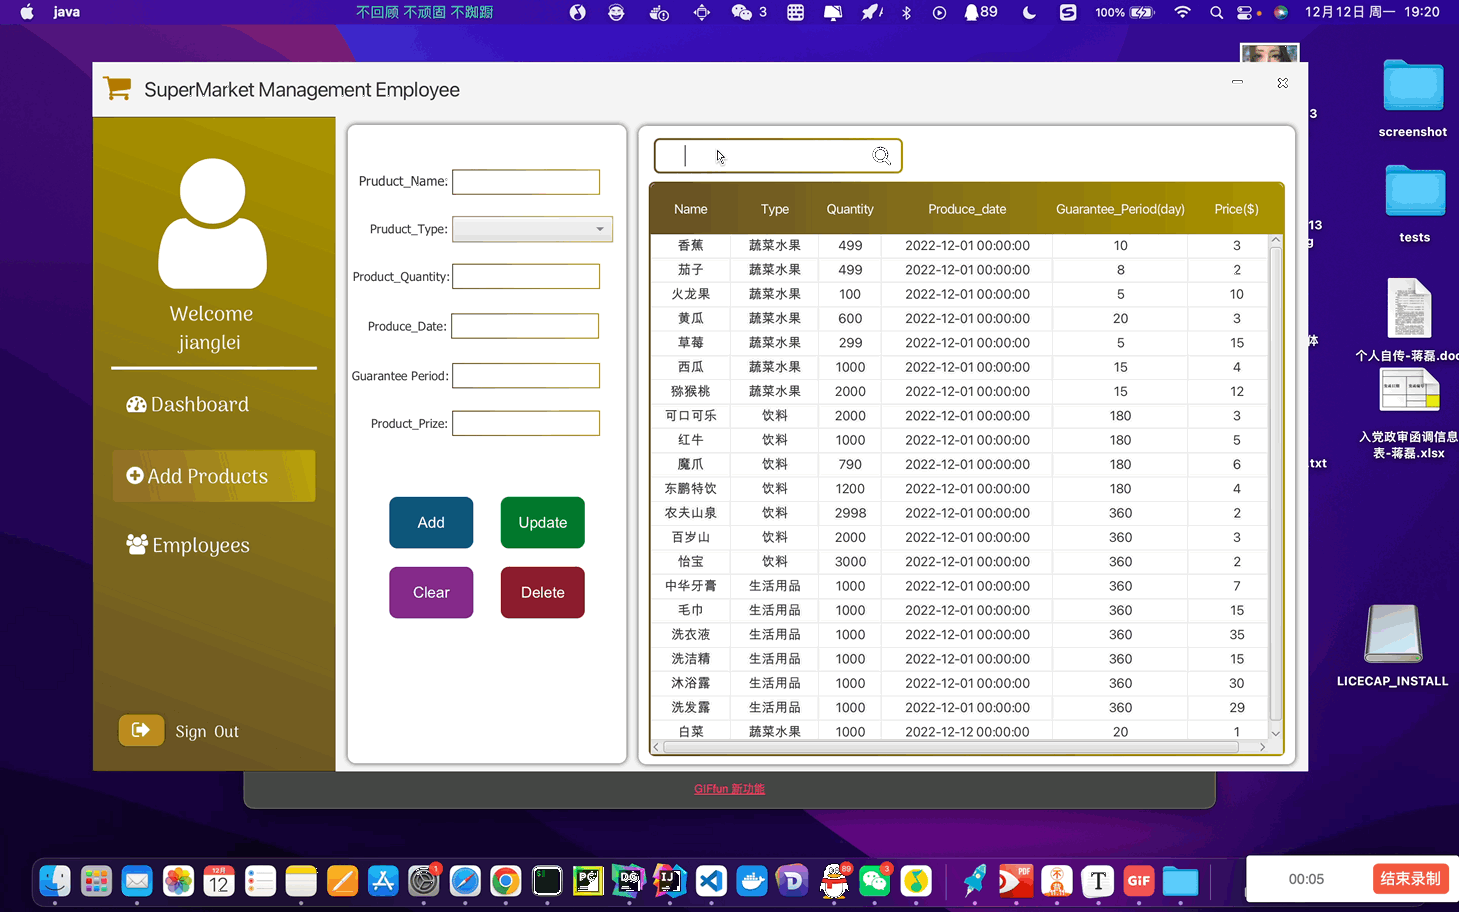 java
不回顾 不顽固 不踟蹰
3
89
100%
12月12日 周一 19:20
SuperMarket Management Employee
Welcome
jianglei
Dashboard
Add Products
Employees
Sign Out
Pruduct_Name:
Pruduct_Type:
Product_Quantity:
Produce_Date:
Guarantee Period:
Product_Prize:
Add
Update
Clear
Delete
Name Type Quantity Produce_date Guarantee_Period(day) Price($)
香蕉 蔬菜水果 499 2022-12-01 00:00:00 10 3
茄子 蔬菜水果 499 2022-12-01 00:00:00 8 2
火龙果 蔬菜水果 100 2022-12-01 00:00:00 5 10
黄瓜 蔬菜水果 600 2022-12-01 00:00:00 20 3
草莓 蔬菜水果 299 2022-12-01 00:00:00 5 15
西瓜 蔬菜水果 1000 2022-12-01 00:00:00 15 4
猕猴桃 蔬菜水果 2000 2022-12-01 00:00:00 15 12
可口可乐 饮料 2000 2022-12-01 00:00:00 180 3
红牛 饮料 1000 2022-12-01 00:00:00 180 5
魔爪 饮料 790 2022-12-01 00:00:00 180 6
东鹏特饮 饮料 1200 2022-12-01 00:00:00 180 4
农夫山泉 饮料 2998 2022-12-01 00:00:00 360 2
百岁山 饮料 2000 2022-12-01 00:00:00 360 3
怡宝 饮料 3000 2022-12-01 00:00:00 360 2
中华牙膏 生活用品 1000 2022-12-01 00:00:00 360 7
毛巾 生活用品 1000 2022-12-01 00:00:00 360 15
洗衣液 生活用品 1000 2022-12-01 00:00:00 360 35
洗洁精 生活用品 1000 2022-12-01 00:00:00 360 15
沐浴露 生活用品 1000 2022-12-01 00:00:00 360 30
洗发露 生活用品 1000 2022-12-01 00:00:00 360 29
白菜 蔬菜水果 1000 2022-12-12 00:00:00 20 1
3
screenshot
13
g
tests
体
个人自传-蒋磊.doc
入党政审函调信息
表-蒋磊.xlsx
.txt
LICECAP_INSTALL
GIFfun 新功能
12月
12
1
PC
DG
IJ
89
3
PDF
T
GIF
00:05
结束录制